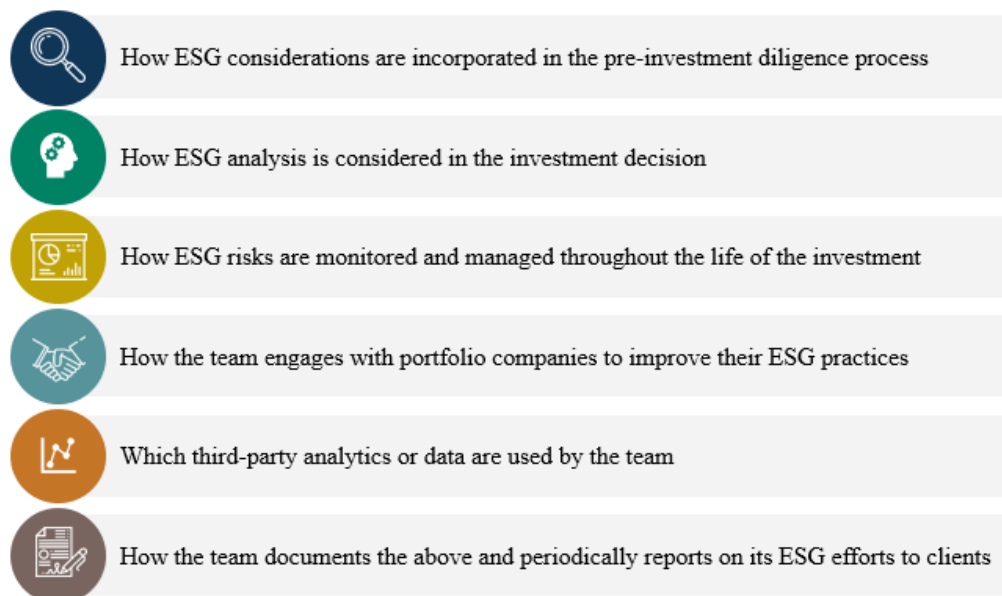 How ESG considerations are incorporated in the pre-investment diligence process
How ESG analysis is considered in the investment decision
How ESG risks are monitored and managed throughout the life of the investment
How the team engages with portfolio companies to improve their ESG practices
Which third-party analytics or data are used by the team
How the team documents the above and periodically reports on its ESG efforts to clients